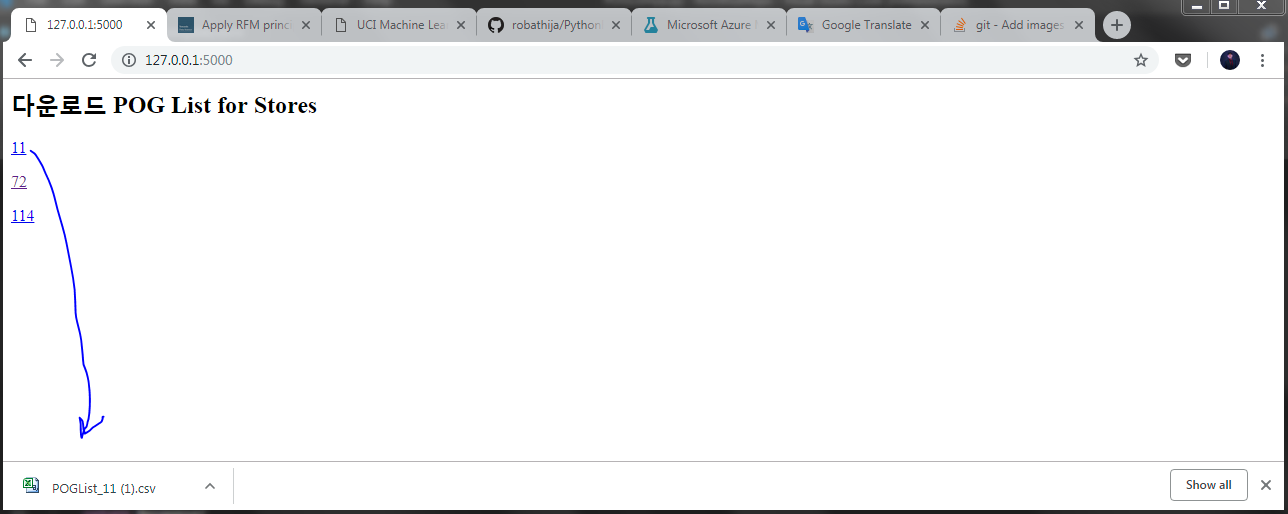 127.0.0.1:5000
Apply RFM princi
UCI Machine Lea
robathija/Python
Microsoft Azure
Google Translate
git - Add images
127.0.0.1:5000
다운로드 POG List for Stores
11
72
114
POGList_11 (1).csv
Show all